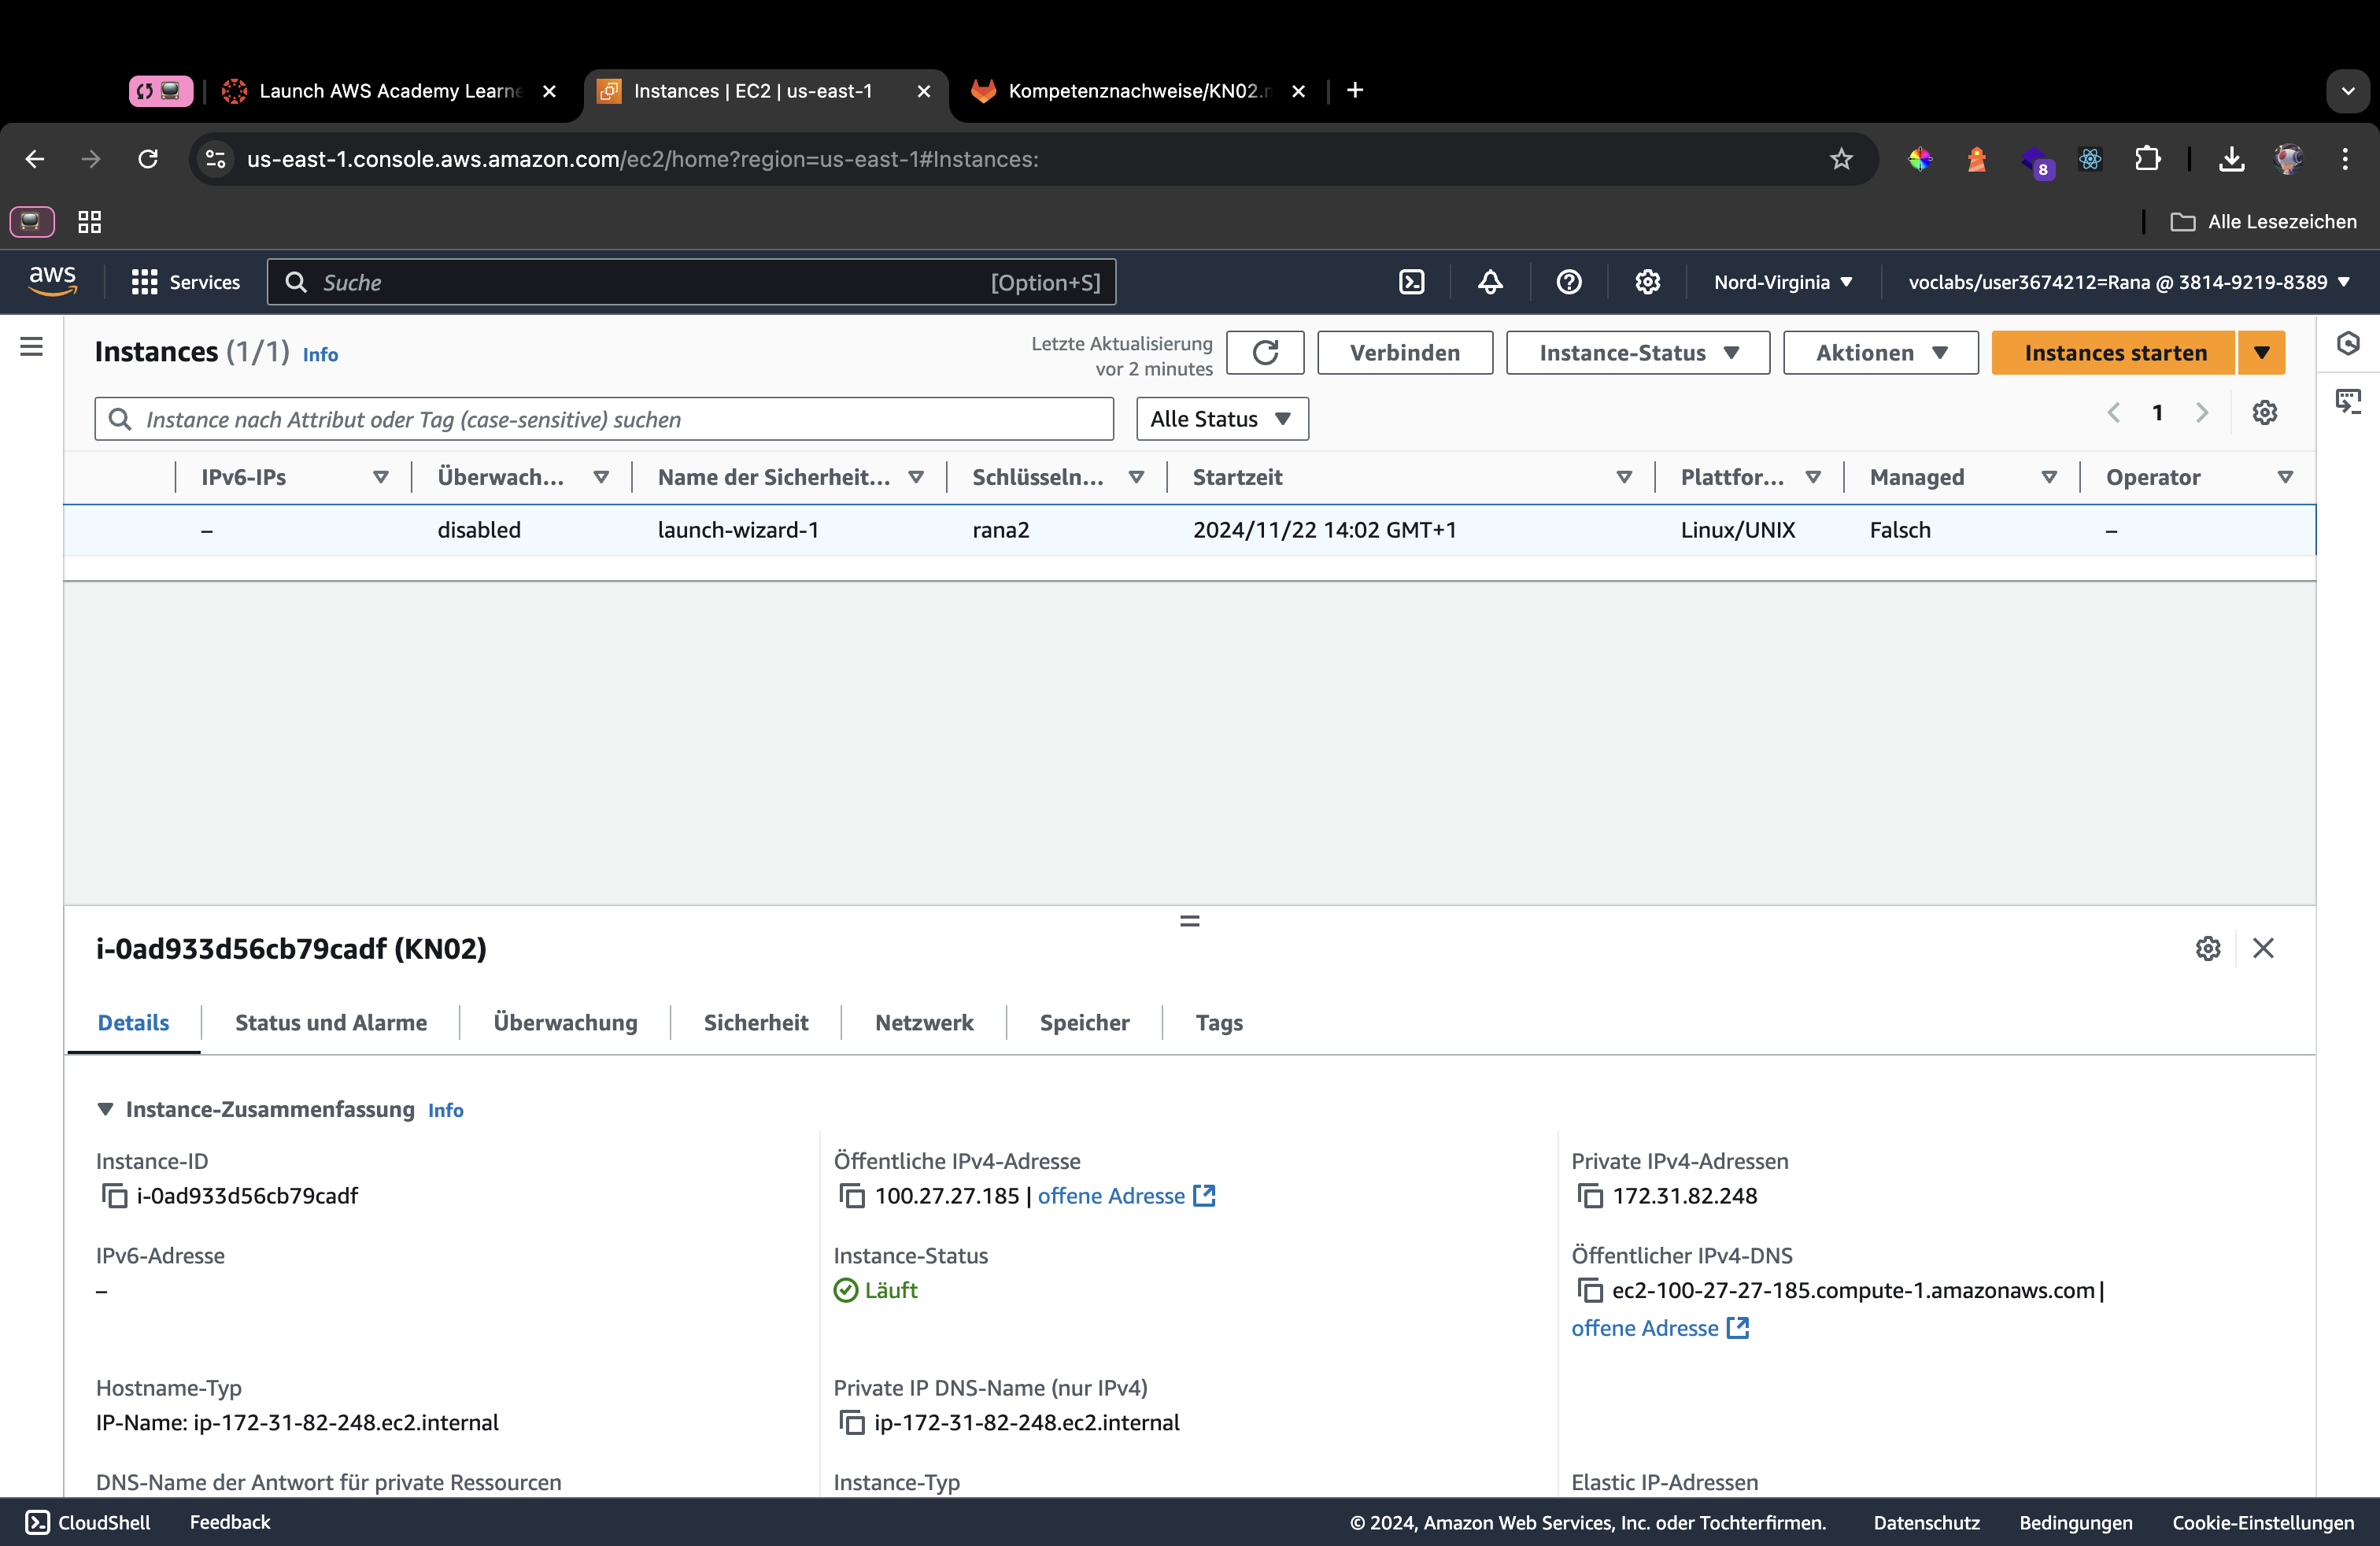 Launch AWS Academy Learne
Instances | EC2 | us-east-1
Kompetenznachweise/KN02.m
us-east-1.console.aws.amazon.com/ec2/home?region=us-east-1#Instances:
8
Alle Lesezeichen
aws
Services
Suche
[Option+S]
Nord-Virginia
voclabs/user3674212=Rana @ 3814-9219-8389
Instances (1/1) Info
Letzte Aktualisierung
vor 2 minutes
Verbinden
Instance-Status
Aktionen
Instances starten
Instance nach Attribut oder Tag (case-sensitive) suchen
Alle Status
1
IPv6-IPs
Überwach...
Name der Sicherheit...
Schlüsseln...
Startzeit
Plattfor...
Managed
Operator
–
disabled
launch-wizard-1
rana2
2024/11/22 14:02 GMT+1
Linux/UNIX
Falsch
–
i-0ad933d56cb79cadf (KN02)
Details
Status und Alarme
Überwachung
Sicherheit
Netzwerk
Speicher
Tags
Instance-Zusammenfassung Info
Instance-ID
i-0ad933d56cb79cadf
Öffentliche IPv4-Adresse
100.27.27.185 | offene Adresse
Private IPv4-Adressen
172.31.82.248
IPv6-Adresse
–
Instance-Status
Läuft
Öffentlicher IPv4-DNS
ec2-100-27-27-185.compute-1.amazonaws.com |
offene Adresse
Hostname-Typ
IP-Name: ip-172-31-82-248.ec2.internal
Private IP DNS-Name (nur IPv4)
ip-172-31-82-248.ec2.internal
DNS-Name der Antwort für private Ressourcen
Instance-Typ
Elastic IP-Adressen
CloudShell
Feedback
© 2024, Amazon Web Services, Inc. oder Tochterfirmen.
Datenschutz
Bedingungen
Cookie-Einstellungen